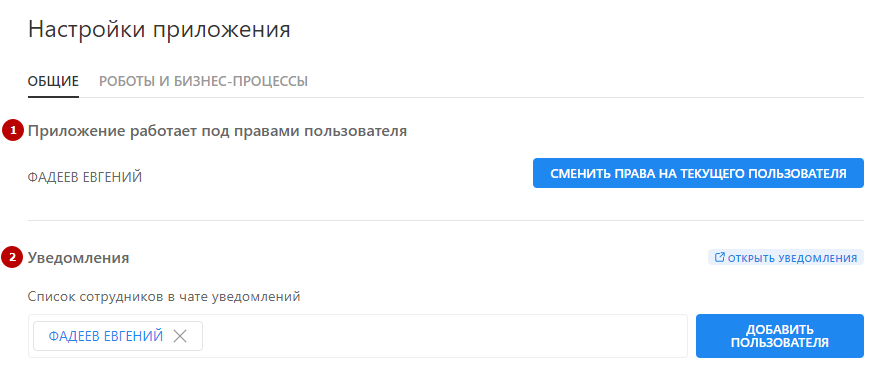 Настройки приложения
ОБЩИЕ РОБОТЫ И БИЗНЕС-ПРОЦЕССЫ
1 Приложение работает под правами пользователя
ФАДЕЕВ ЕВГЕНИЙ СМЕНИТЬ ПРАВА НА ТЕКУЩЕГО ПОЛЬЗОВАТЕЛЯ
2 Уведомления ОТКРЫТЬ УВЕДОМЛЕНИЯ
Список сотрудников в чате уведомлений
ФАДЕЕВ ЕВГЕНИЙ
ДОБАВИТЬ
ПОЛЬЗОВАТЕЛЯ